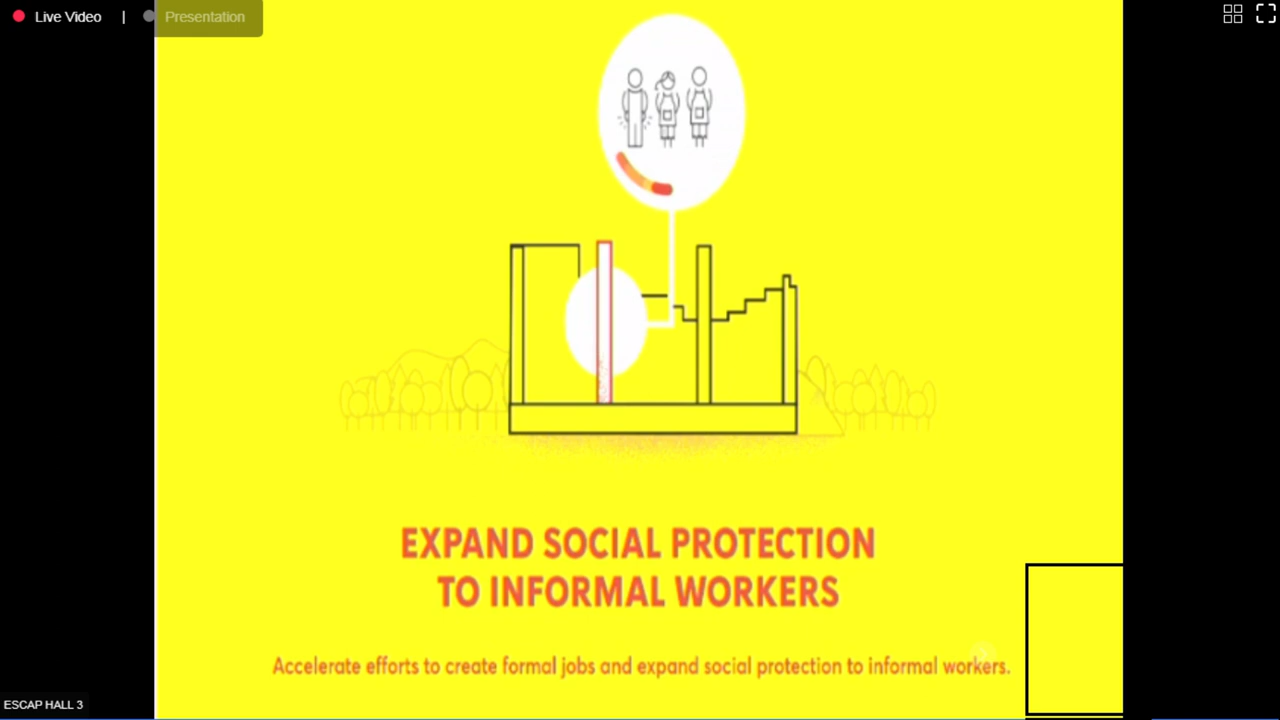 Live Video | Presentation
EXPAND SOCIAL PROTECTION
TO INFORMAL WORKERS
Accelerate efforts to create formal jobs and expand social protection to informal workers.
ESCAP HALL 3